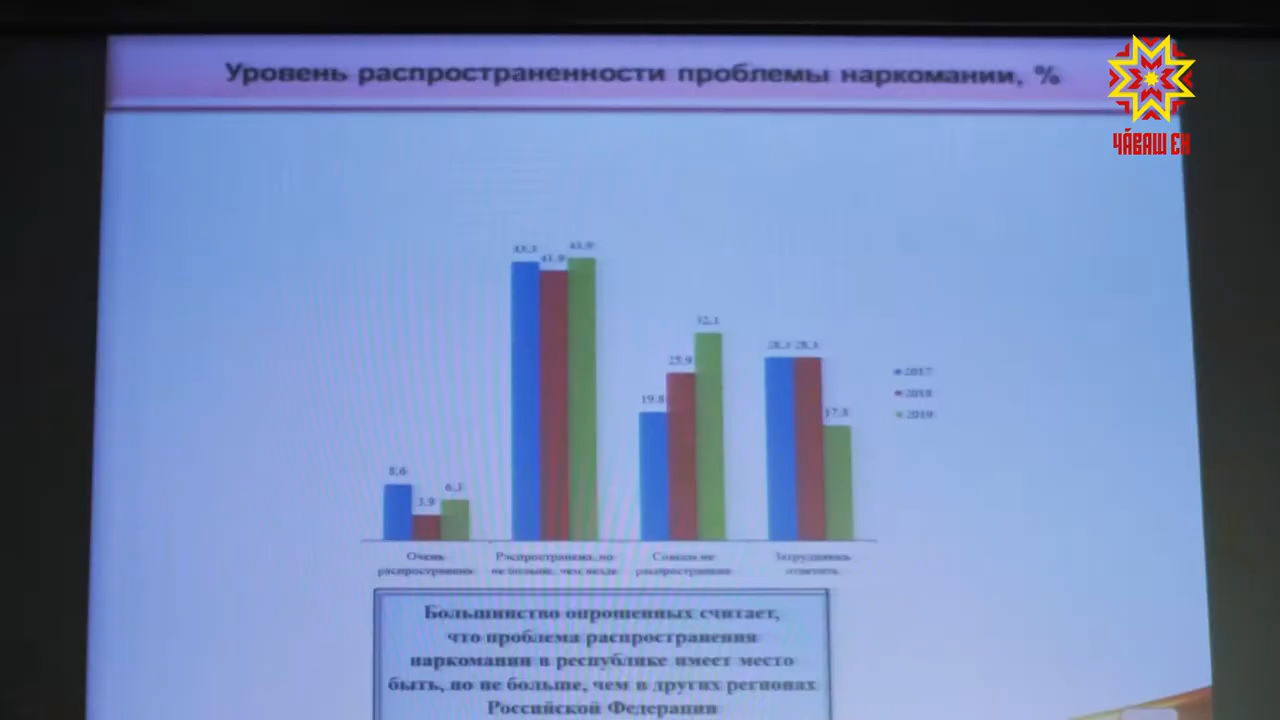 Уровень распространенности проблемы наркомании, %
ЧӐВАШ ЕН
41,9
43,9
32,1
25,9
19,8
28,3 28,3
17,8
8,6
3,9
6,3
2017
2018
2019
Очень
распространена
Распространена, но
не больше, чем везде
Совсем не
распространена
Затрудняюсь
ответить
Большинство опрошенных считает,
что проблема распространения
наркомании в республике имеет место
быть, но не больше, чем в других регионах
Российской Федерации